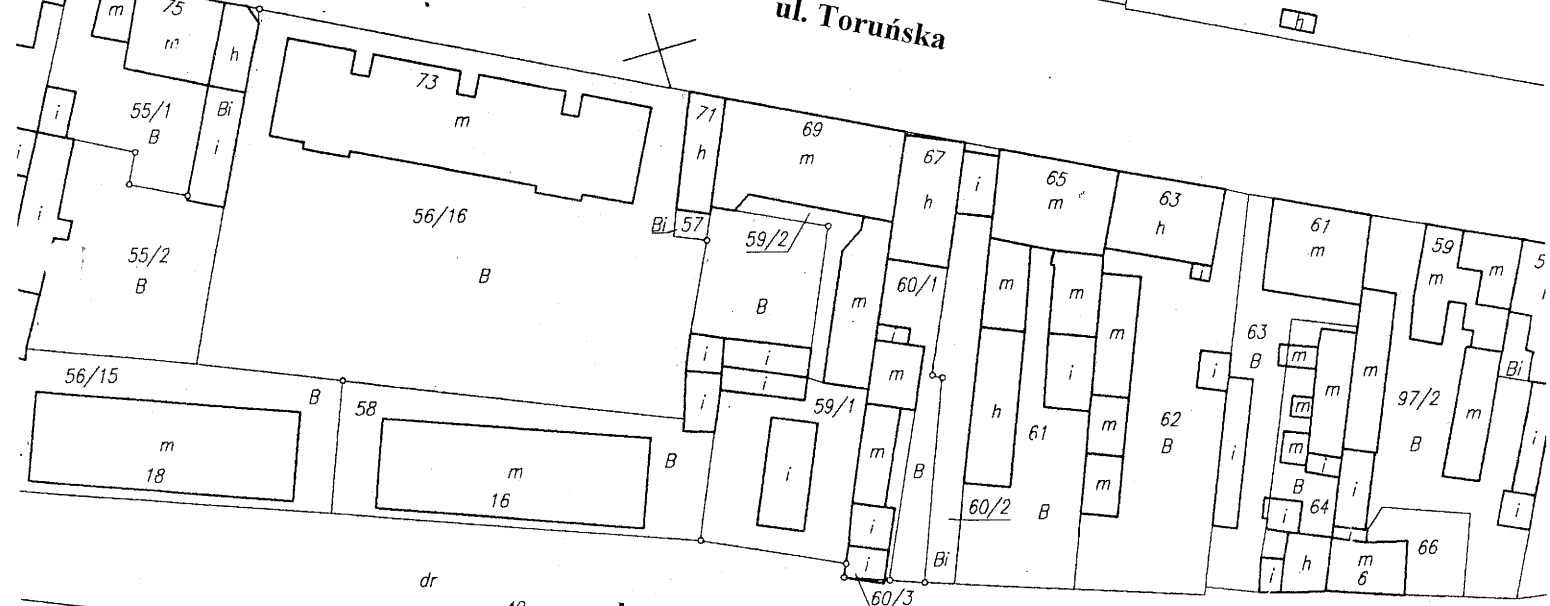 ul. Toruńska
h
m
75
m
h
i
55/1
B
Bi
i
73
m
71
h
69
m
67
h
i
65
m
63
h
61
m
59
m
m
i
i
55/2
B
56/16
B
Bi
57
59/2
B
m
60/1
i
m
m
m
m
i
63
B
m
m
m
97/2
B
m
Bi
i
i
i
i
i
59/1
i
h
i
61
m
m
62
B
i
m
m
B
64
i
i
i
i
56/15
B
m
18
58
m
16
B
i
m
i
i
B
Bi
60/2
B
i
i
h
m
6
66
dr
60/3